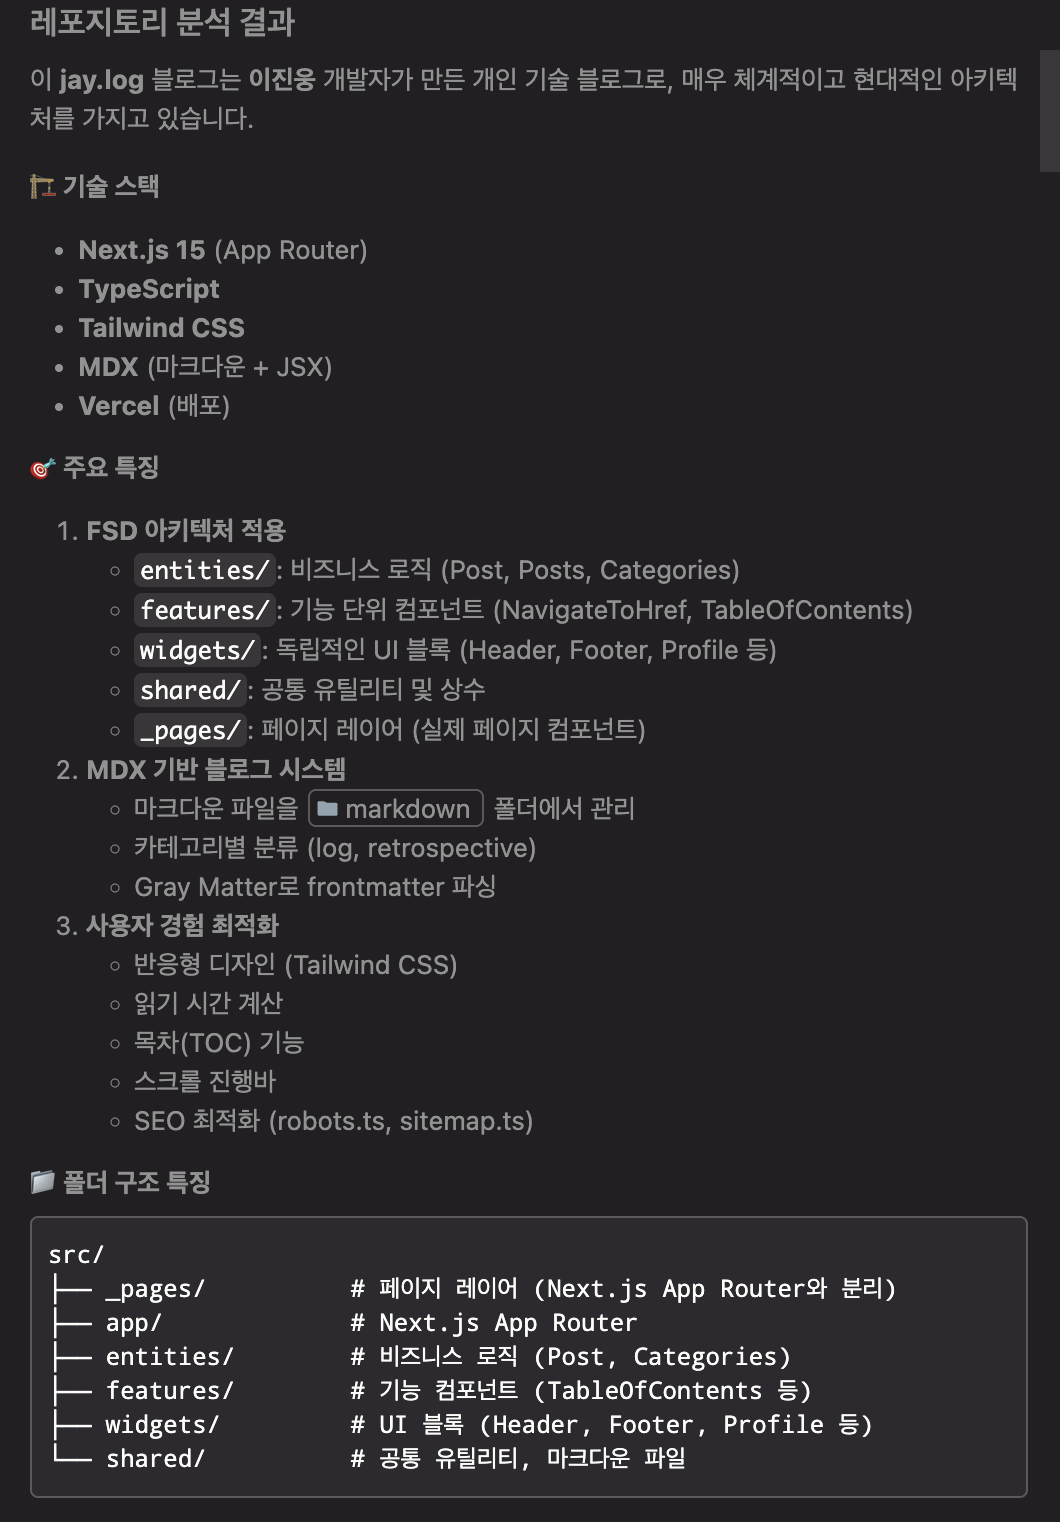 레포지토리 분석 결과
이 jay.log 블로그는 이진웅 개발자가 만든 개인 기술 블로그로, 매우 체계적이고 현대적인 아키텍
처를 가지고 있습니다.
🏗️ 기술 스택
• Next.js 15 (App Router)
• TypeScript
• Tailwind CSS
• MDX (마크다운 + JSX)
• Vercel (배포)
🎯 주요 특징
1. FSD 아키텍처 적용
◦ entities/: 비즈니스 로직 (Post, Posts, Categories)
◦ features/: 기능 단위 컴포넌트 (NavigateToHref, TableOfContents)
◦ widgets/: 독립적인 UI 블록 (Header, Footer, Profile 등)
◦ shared/: 공통 유틸리티 및 상수
◦ _pages/: 페이지 레이어 (실제 페이지 컴포넌트)
2. MDX 기반 블로그 시스템
◦ 마크다운 파일을 markdown 폴더에서 관리
◦ 카테고리별 분류 (log, retrospective)
◦ Gray Matter로 frontmatter 파싱
3. 사용자 경험 최적화
◦ 반응형 디자인 (Tailwind CSS)
◦ 읽기 시간 계산
◦ 목차(TOC) 기능
◦ 스크롤 진행바
◦ SEO 최적화 (robots.ts, sitemap.ts)
📁 폴더 구조 특징
src/
├── _pages/ # 페이지 레이어 (Next.js App Router와 분리)
├── app/ # Next.js App Router
├── entities/ # 비즈니스 로직 (Post, Categories)
├── features/ # 기능 컴포넌트 (TableOfContents 등)
├── widgets/ # UI 블록 (Header, Footer, Profile 등)
└── shared/ # 공통 유틸리티, 마크다운 파일